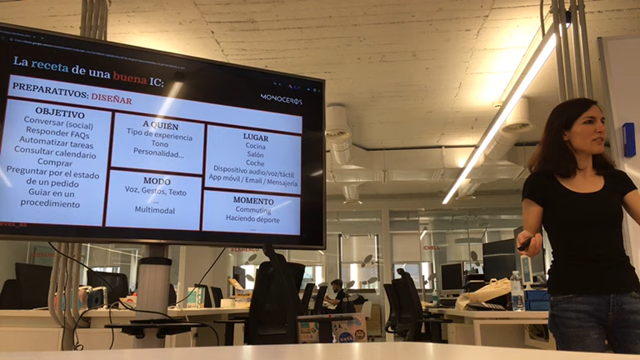 La receta de una buena IC:
MONOCEROS
PREPARATIVOS: DISEÑAR
OBJETIVO
Conversar (social)
Responder FAQs
Automatizar tareas
Consultar calendario
Comprar
Preguntar por el estado
de un pedido
Guiar en un
procedimiento
A QUIÉN
Tipo de experiencia
Tono
Personalidad...
MODO
Voz, Gestos, Texto
...
Multimodal
LUGAR
Cocina
Salón
Coche
Dispositivo audio/voz/táctil
App móvil / Email / Mensajería
MOMENTO
Commuting
Haciendo deporte
...